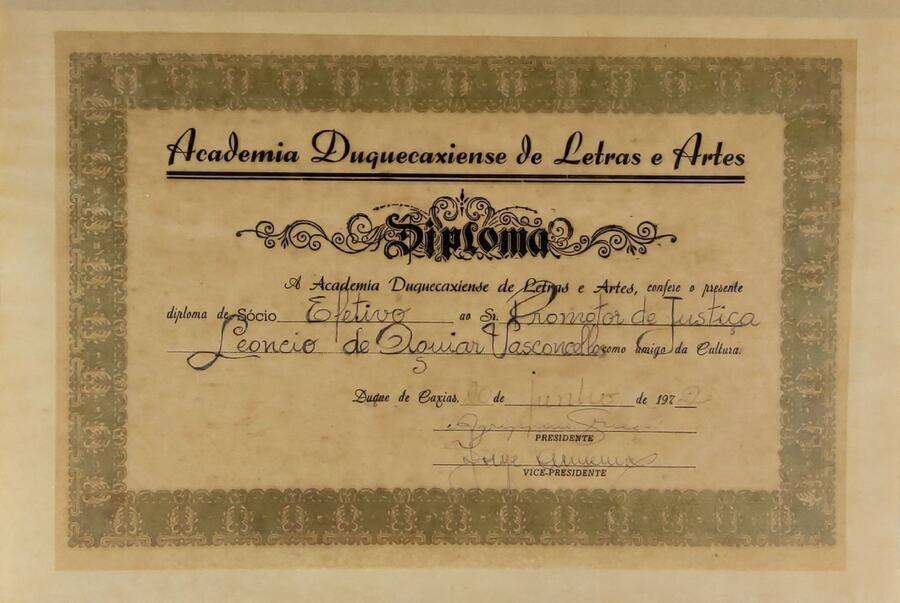 Academia Duquecaxiense de Letras e Artes
Diploma
A Academia Duquecaxiense de Letras e Artes, confere o presente
diploma de Sócio Efetivo ao Sr. Promotor de Justiça
Leoncio de Aguiar Vasconcellos como amigo da Cultura.
Duque de Caxias, de junho de 197
PRESIDENTE
Jorge
VICE-PRESIDENTE